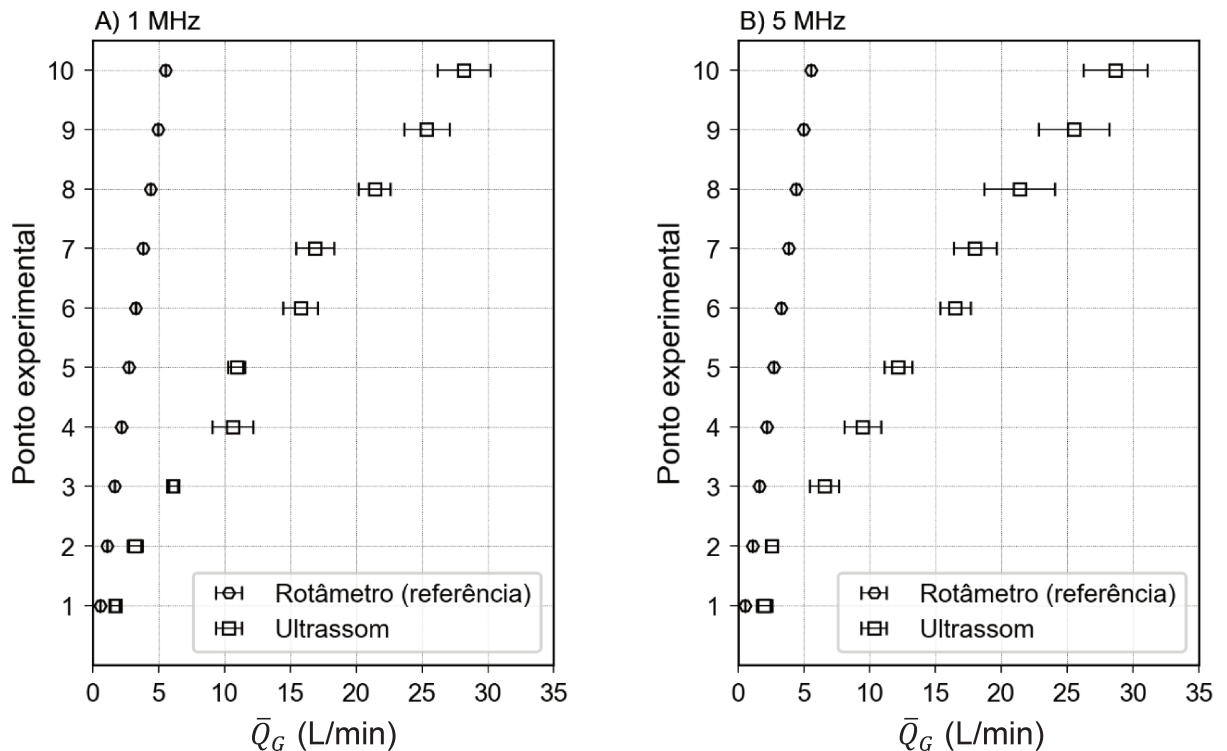 A) 1 MHz
Ponto experimental
10
9
8
7
6
5
4
3
2
1
Rotâmetro (referência)
Ultrassom
0 5 10 15 20 25 30 35
Q̄_G (L/min)
B) 5 MHz
Ponto experimental
10
9
8
7
6
5
4
3
2
1
Rotâmetro (referência)
Ultrassom
0 5 10 15 20 25 30 35
Q̄_G (L/min)